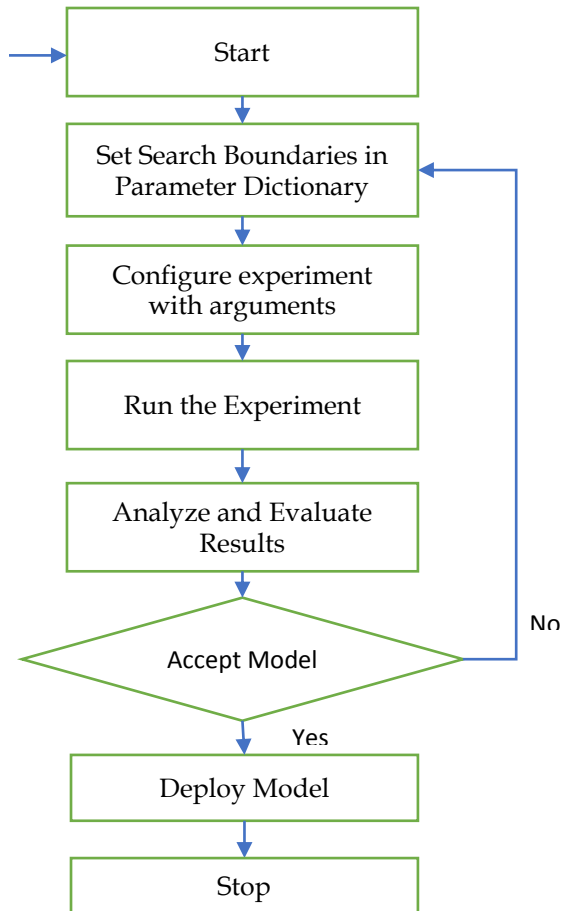 Start
Set Search Boundaries in
Parameter Dictionary
Configure experiment
with arguments
Run the Experiment
Analyze and Evaluate
Results
No
Accept Model
Yes
Deploy Model
Stop